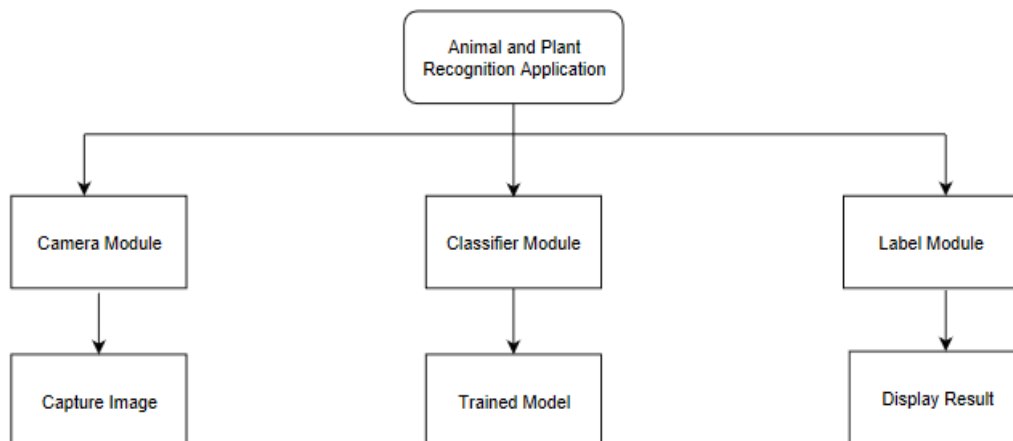 Animal and Plant
Recognition Application
Camera Module
Classifier Module
Label Module
Capture Image
Trained Model
Display Result